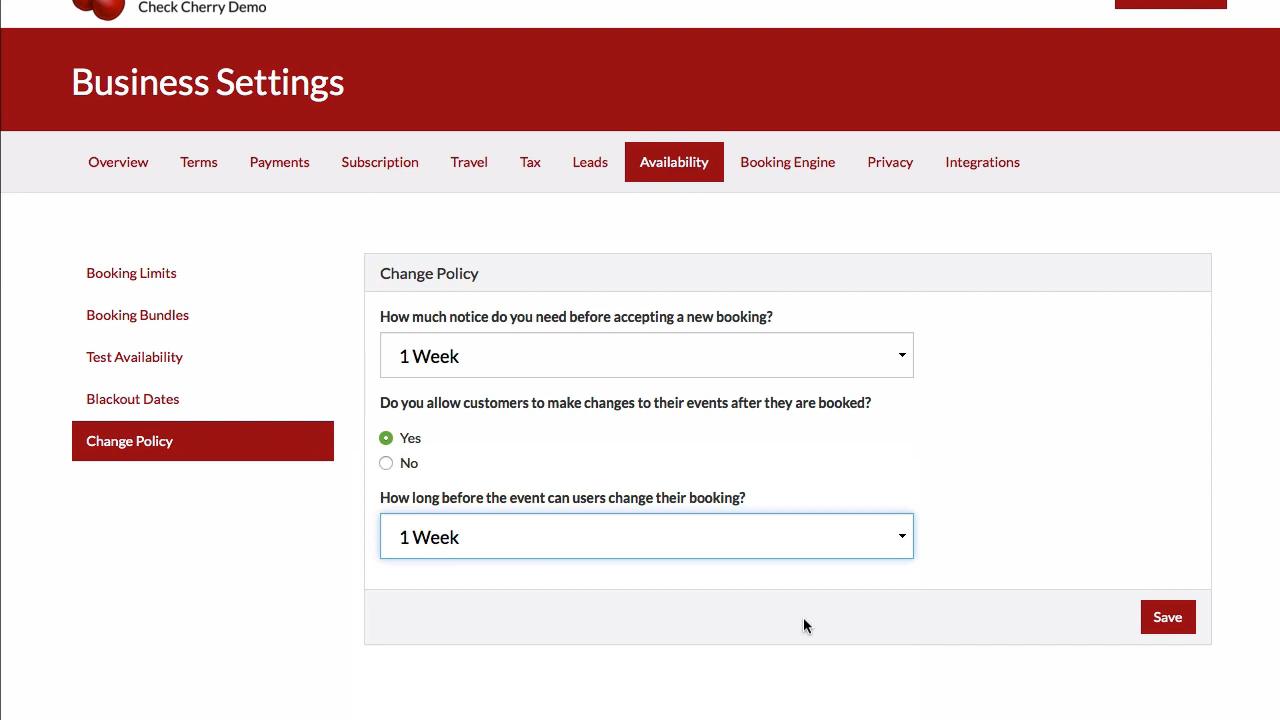 Check Cherry Demo
Business Settings
Overview Terms Payments Subscription Travel Tax Leads Availability Booking Engine Privacy Integrations
Booking Limits
Booking Bundles
Test Availability
Blackout Dates
Change Policy
Change Policy
How much notice do you need before accepting a new booking?
1 Week
Do you allow customers to make changes to their events after they are booked?
Yes
No
How long before the event can users change their booking?
1 Week
Save